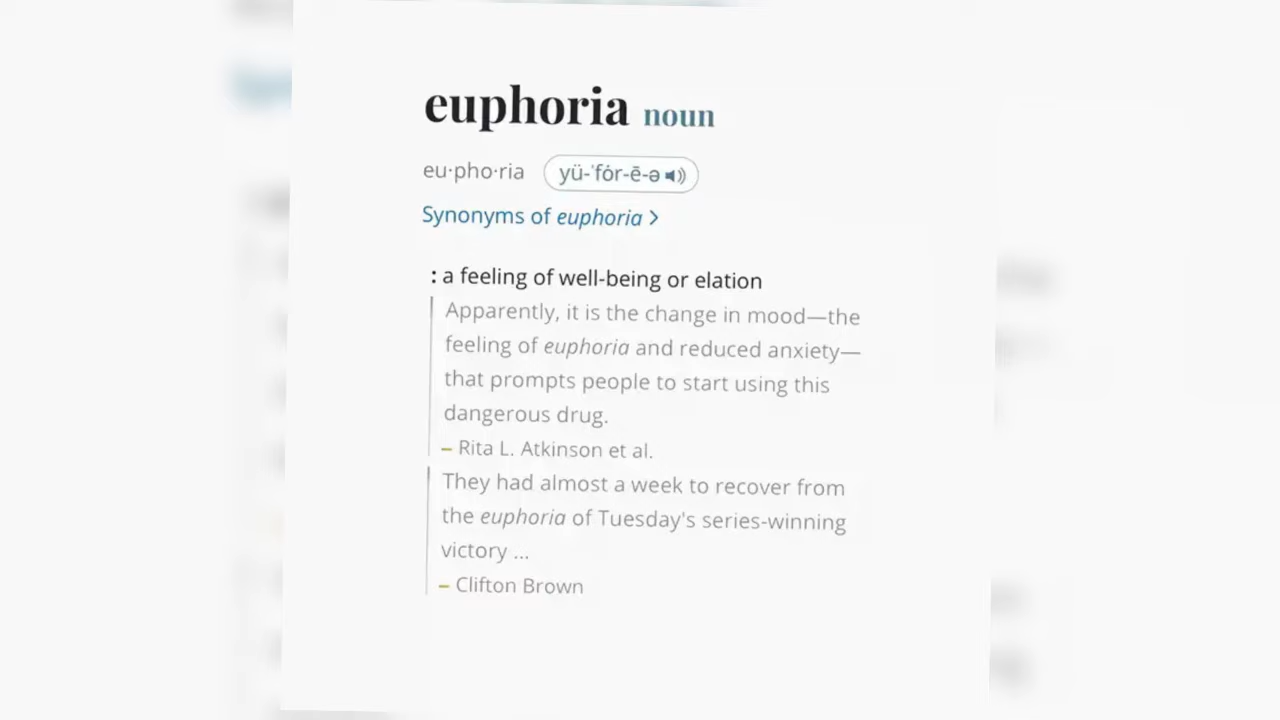 euphoria noun
eu·pho·ria yü-ˈfȯr-ē-ə
Synonyms of euphoria
: a feeling of well-being or elation
Apparently, it is the change in mood—the
feeling of euphoria and reduced anxiety—
that prompts people to start using this
dangerous drug.
– Rita L. Atkinson et al.
They had almost a week to recover from
the euphoria of Tuesday's series-winning
victory ...
– Clifton Brown